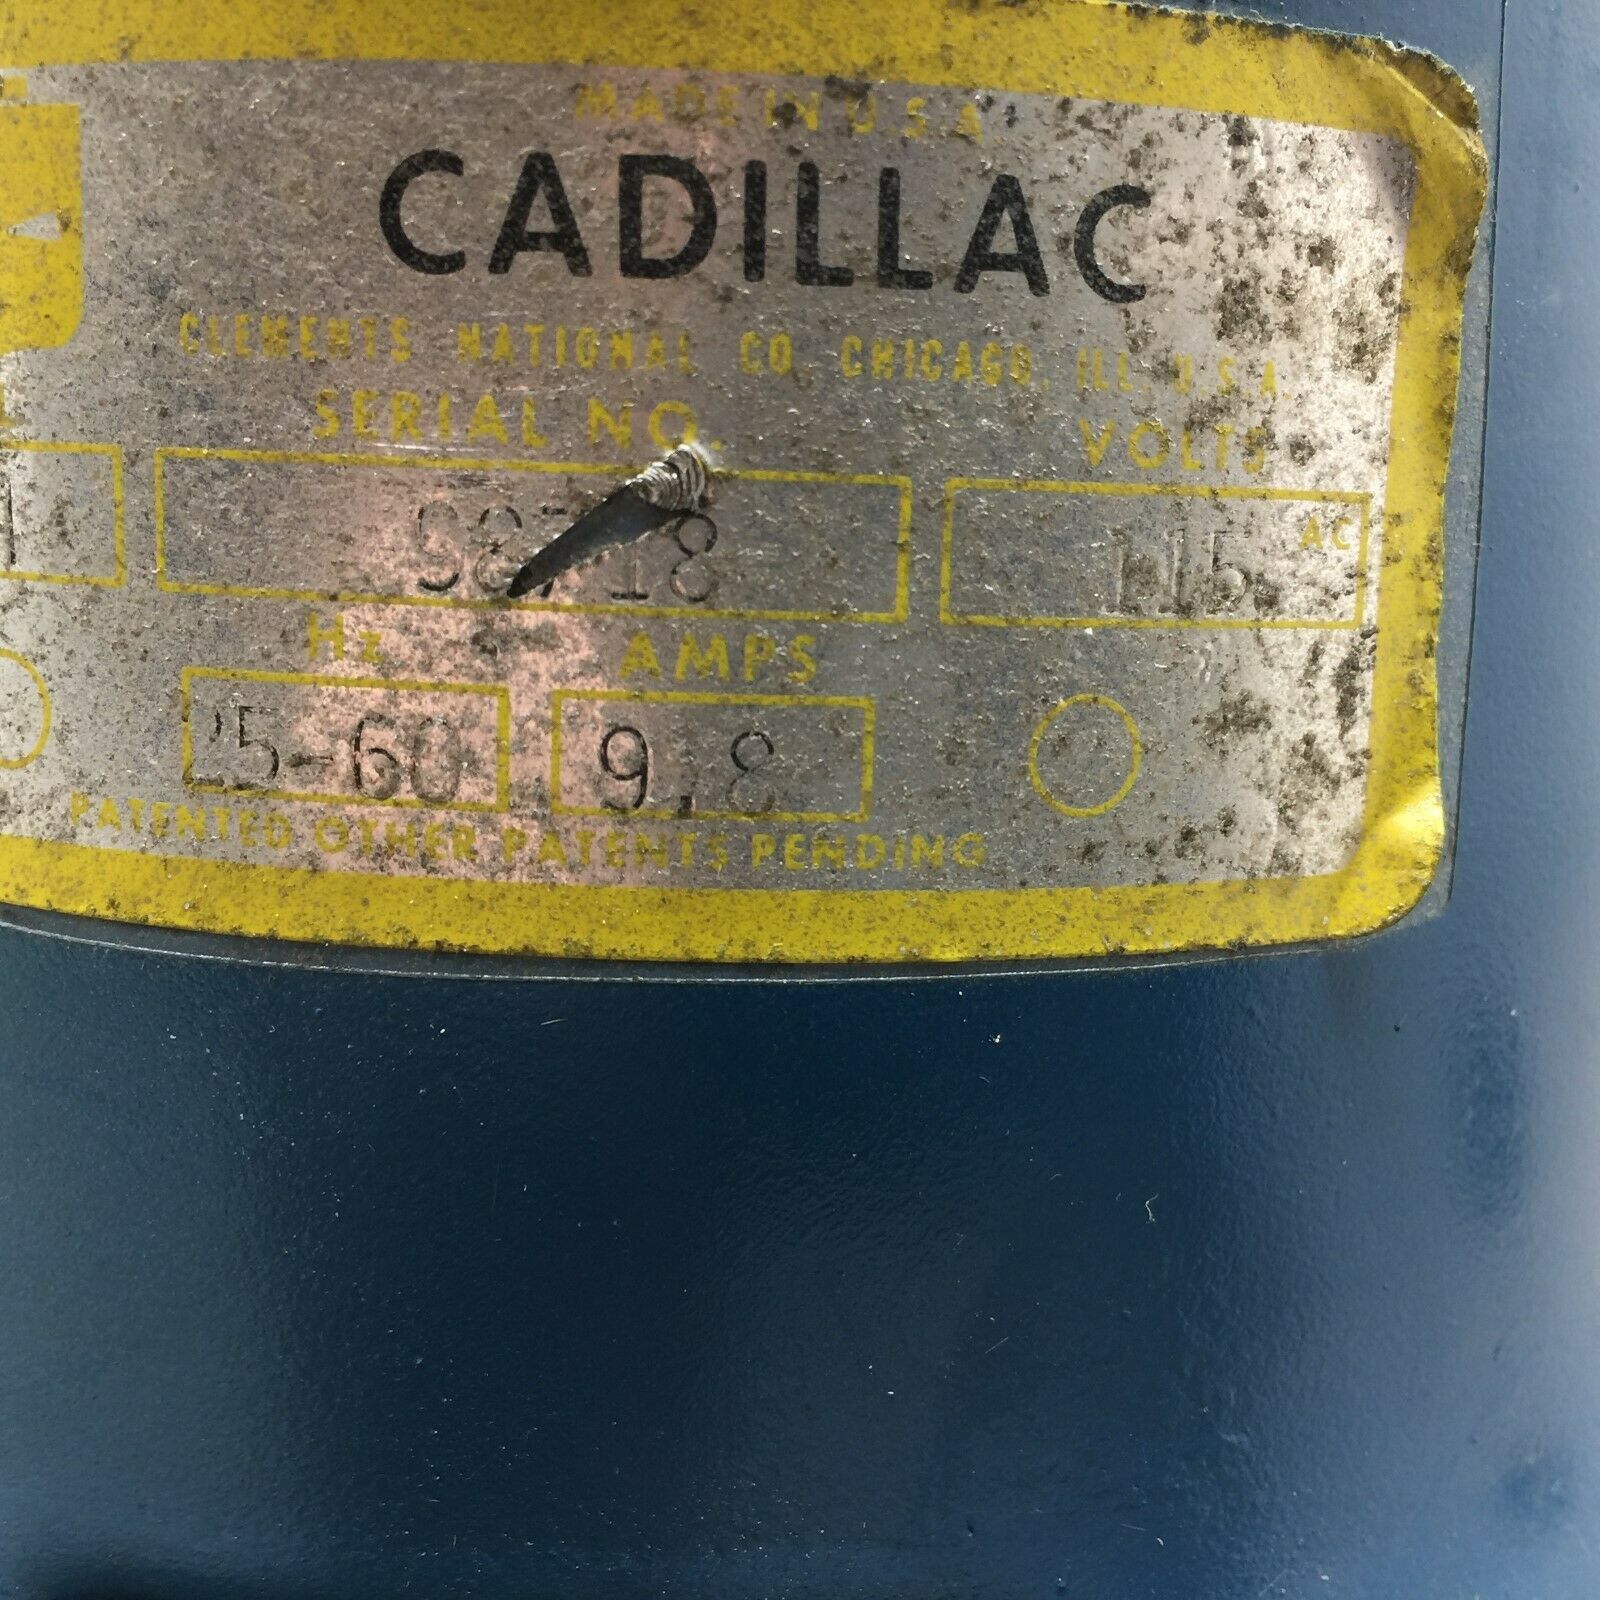 MADE IN U.S.A.
CADILLAC
CLEMENTS NATIONAL CO. CHICAGO, ILL. U.S.A.
SERIAL NO. VOLTS
115 AC
Hz AMPS
25-60 9.8
PATENTED OTHER PATENTS PENDING